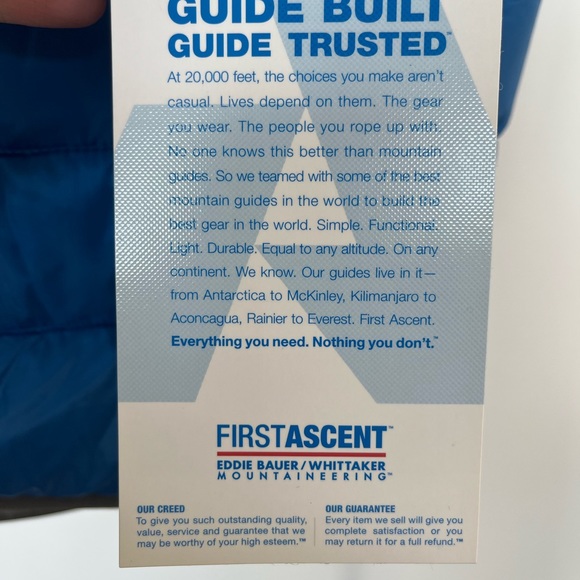 GUIDE BUILT
GUIDE TRUSTED™
At 20,000 feet, the choices you make aren't
casual. Lives depend on them. The gear
you wear. The people you rope up with.
No one knows this better than mountain
guides. So we teamed with some of the best
mountain guides in the world to build the
best gear in the world. Simple. Functional.
Light. Durable. Equal to any altitude. On any
continent. We know. Our guides live in it—
from Antarctica to McKinley, Kilimanjaro to
Aconcagua, Rainier to Everest. First Ascent.
Everything you need. Nothing you don't.™
FIRSTASCENT™
EDDIE BAUER/WHITTAKER
MOUNTAINEERING™
OUR CREED
To give you such outstanding quality,
value, service and guarantee that we
may be worthy of your high esteem.™
OUR GUARANTEE
Every item we sell will give you
complete satisfaction or you
may return it for a full refund.™